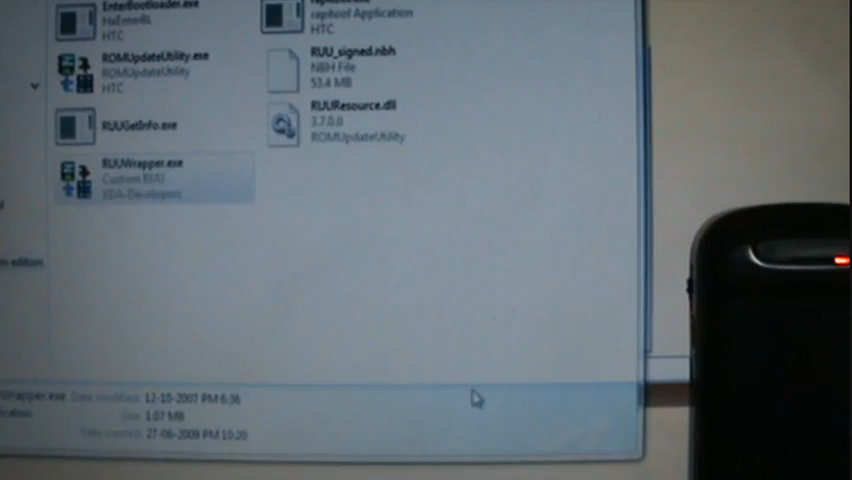 EnterBootloader.exe
HaEnterBL
HTC
rapitool Application
HTC
ROMUpdateUtility.exe
ROMUpdateUtility
HTC
RUU_signed.nbh
NBH File
53.4 MB
RUUGetInfo.exe
RUUResource.dll
3.7.0.0
ROMUpdateUtility
RUUWrapper.exe
Custom RUU
XDA-Developers
edition
Wrapper.exe Date modified: 12-10-2007 PM 6:36
Size: 1.07 MB
Date created: 27-06-2009 PM 10:20